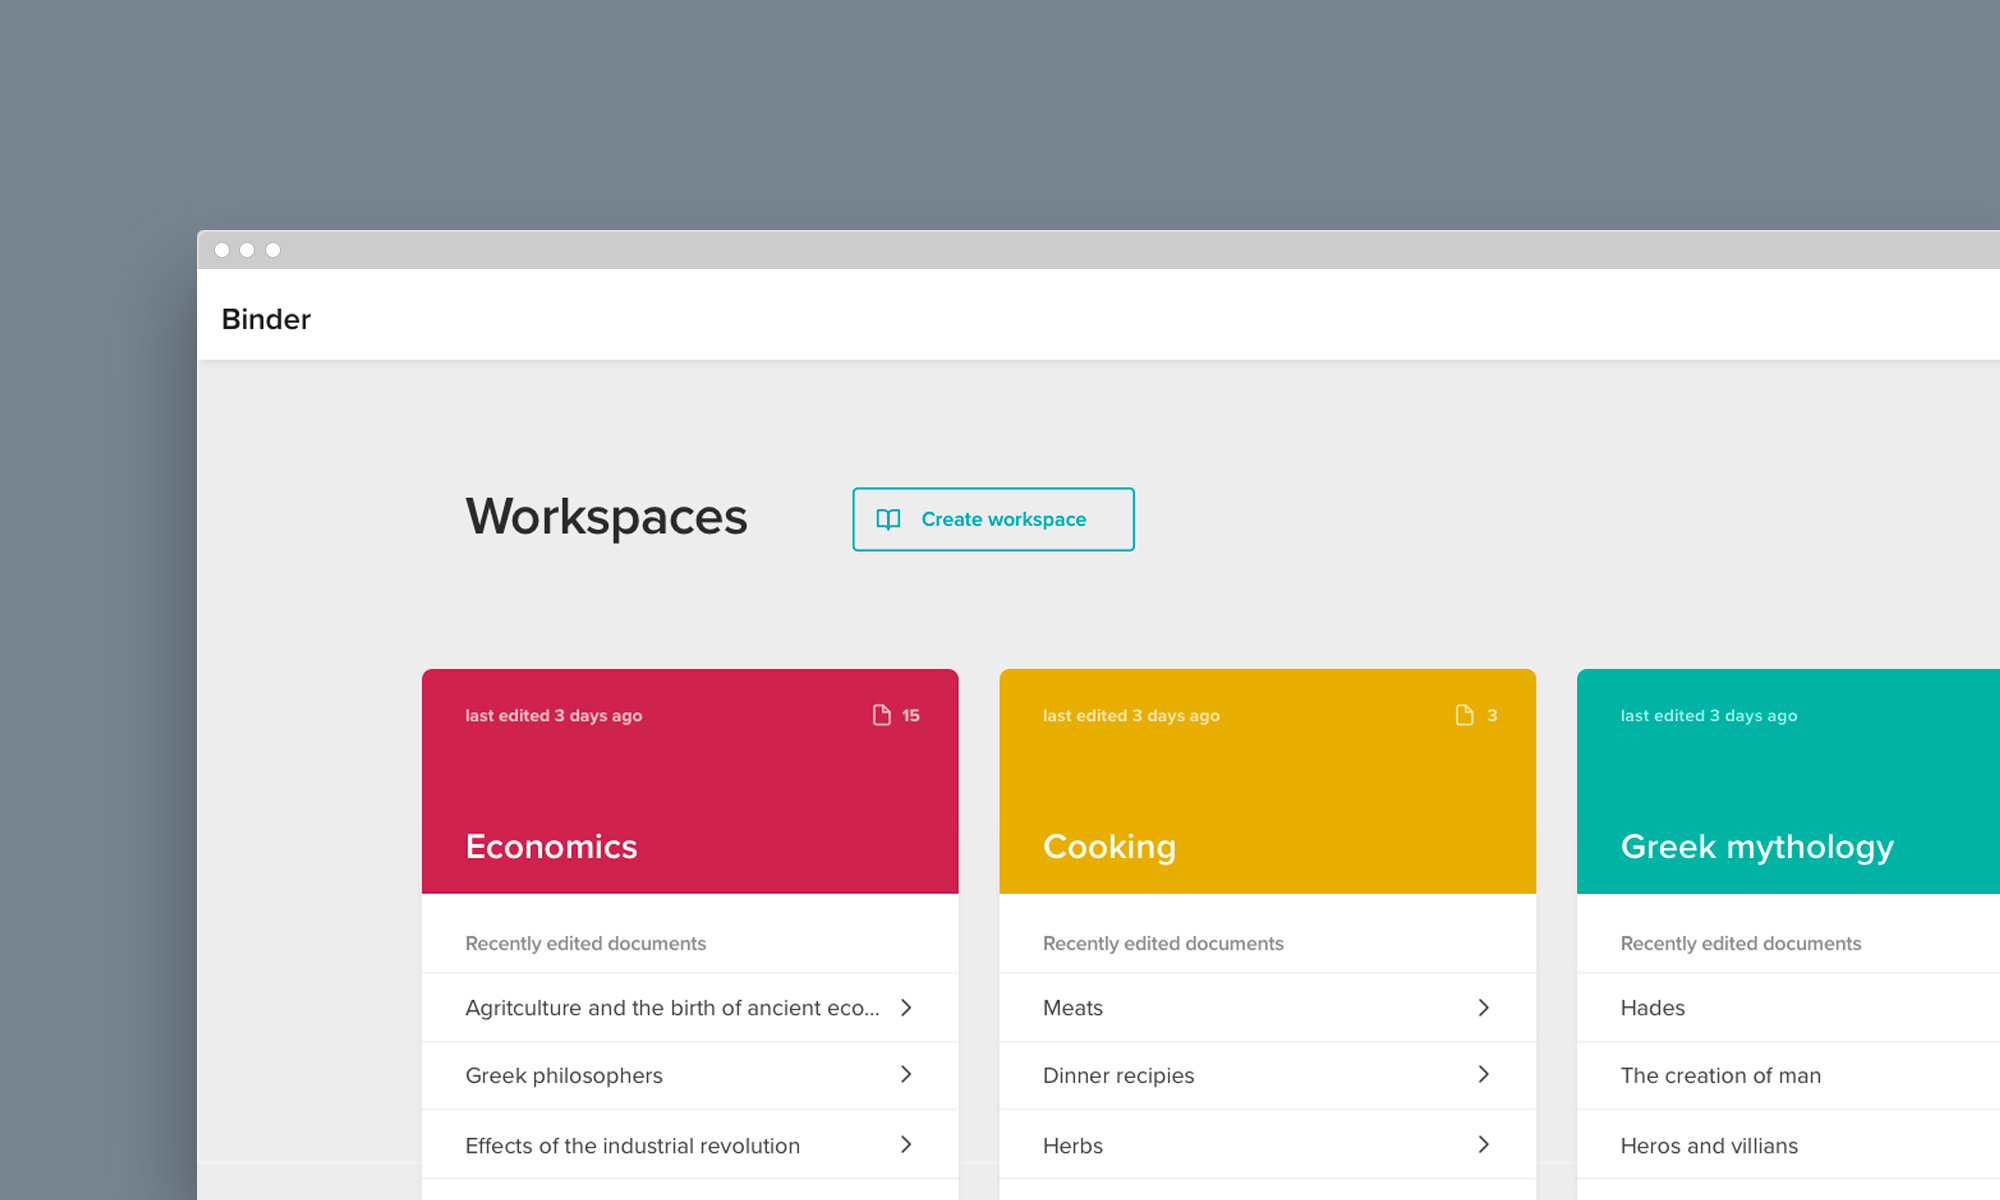 Binder
Workspaces
Create workspace
last edited 3 days ago
15
Economics
Recently edited documents
Agritculture and the birth of ancient eco...
Greek philosophers
Effects of the industrial revolution
last edited 3 days ago
3
Cooking
Recently edited documents
Meats
Dinner recipies
Herbs
last edited 3 days ago
Greek mythology
Recently edited documents
Hades
The creation of man
Heros and villians